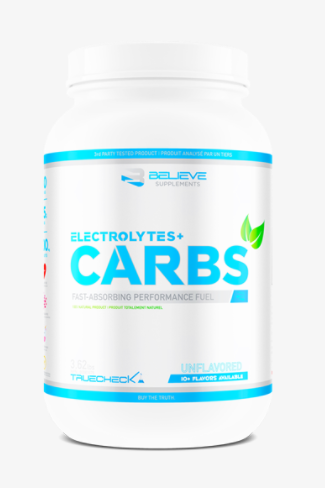 3rd PARTY TESTED PRODUCT | PRODUIT ANALYSÉ PAR UN TIERS
BELIEVE
SUPPLEMENTS
ELECTROLYTES+
CARBS
FAST-ABSORBING PERFORMANCE FUEL
UNFLAVORED
10+ FLAVORS AVAILABLE
TRUECHECK
BUY THE TRUTH